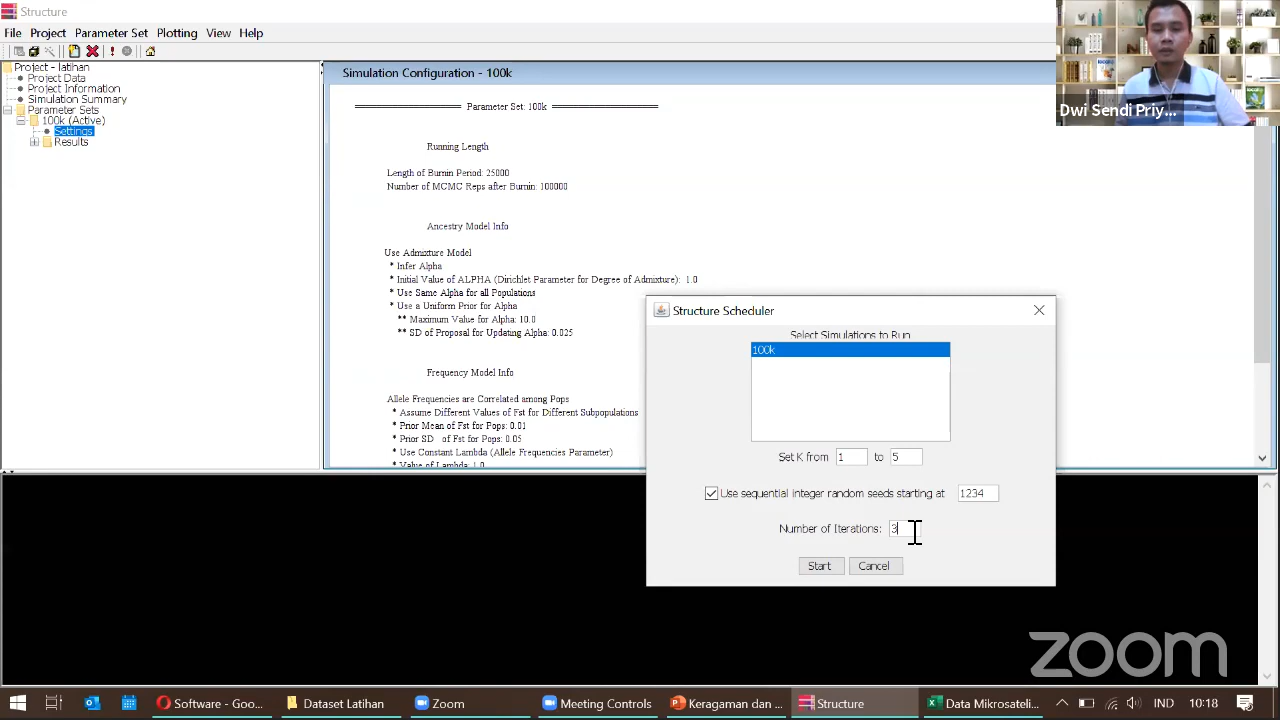 Structure
File Project Parameter Set Plotting View Help
Project - latihan
Project Data
Project Information
Simulation Summary
Parameter Sets
100k (Active)
Settings
Results
Simulation Configuration - 100k
Parameter Set: 100k
Running Length
Length of Burnin Period: 25000
Number of MCMC Reps after Burnin: 100000
Ancestry Model Info
Use Admixture Model
* Infer Alpha
* Initial Value of ALPHA (Dirichlet Parameter for Degree of Admixture): 1.0
* Use Same Alpha for all Populations
* Use a Uniform Prior for Alpha
** Maximum Value for Alpha: 10.0
** SD of Proposal for Updating Alpha: 0.025
Frequency Model Info
Allele Frequencies are Correlated among Pops
* Assume Different Values of Fst for Different Subpopulations
* Prior Mean of Fst for Pops: 0.01
* Prior SD of Fst for Pops: 0.05
* Use Constant Lambda (Allele Frequencies Parameter)
* Value of Lambda: 1.0
Structure Scheduler
Select Simulations to Run
100k
Set K from 1 to 5
Use sequential integer random seeds starting at 1234
Number of Iterations: 3
Start Cancel
Dwi Sendi Priy...
zoom
Software - Goo... Dataset Latihan Zoom Meeting Controls Keragaman dan ... Structure Data Mikrosateli... IND 10:18